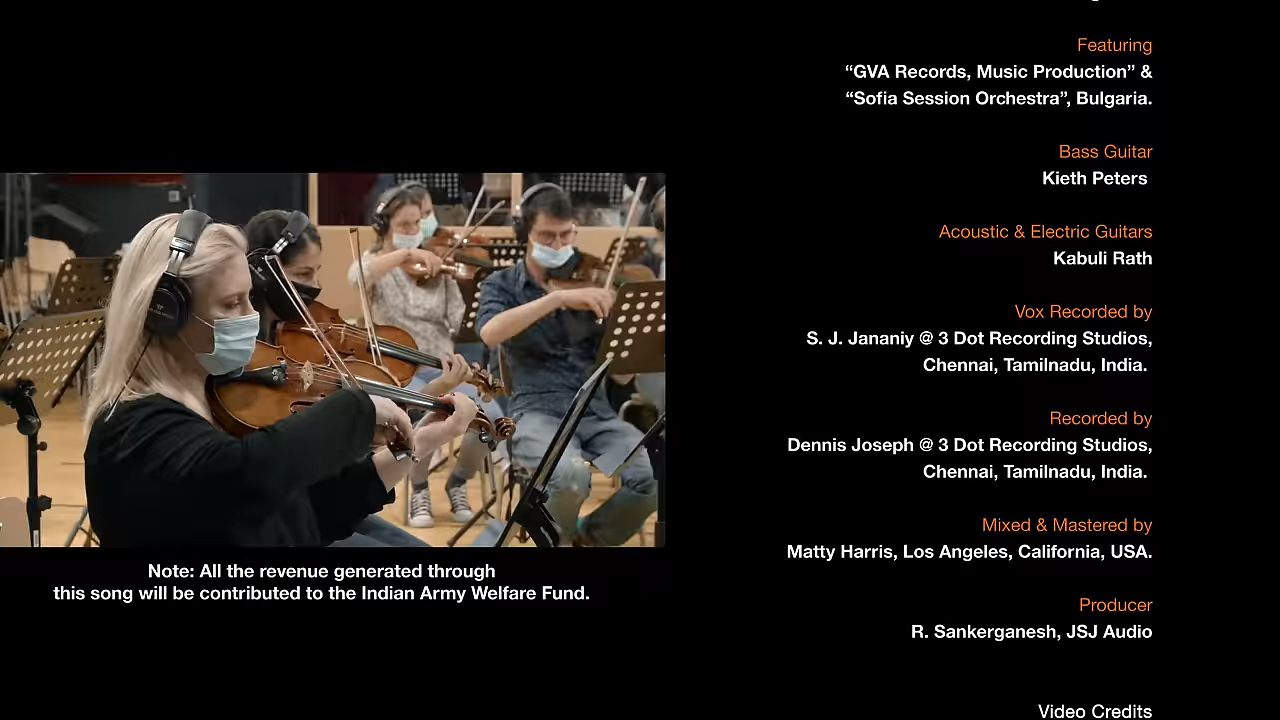 Featuring
“GVA Records, Music Production” &
“Sofia Session Orchestra”, Bulgaria.
Bass Guitar
Kieth Peters
Acoustic & Electric Guitars
Kabuli Rath
Vox Recorded by
S. J. Jananiy @ 3 Dot Recording Studios,
Chennai, Tamilnadu, India.
Recorded by
Dennis Joseph @ 3 Dot Recording Studios,
Chennai, Tamilnadu, India.
Mixed & Mastered by
Matty Harris, Los Angeles, California, USA.
Producer
R. Sankerganesh, JSJ Audio
Video Credits
Note: All the revenue generated through
this song will be contributed to the Indian Army Welfare Fund.